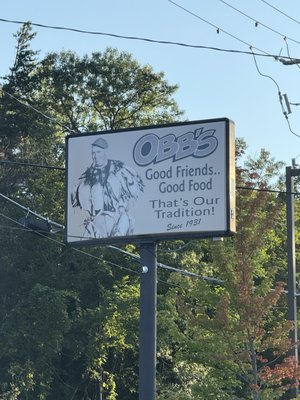 OBB'S
Good Friends..
Good Food
That's Our
Tradition!
Since 1931